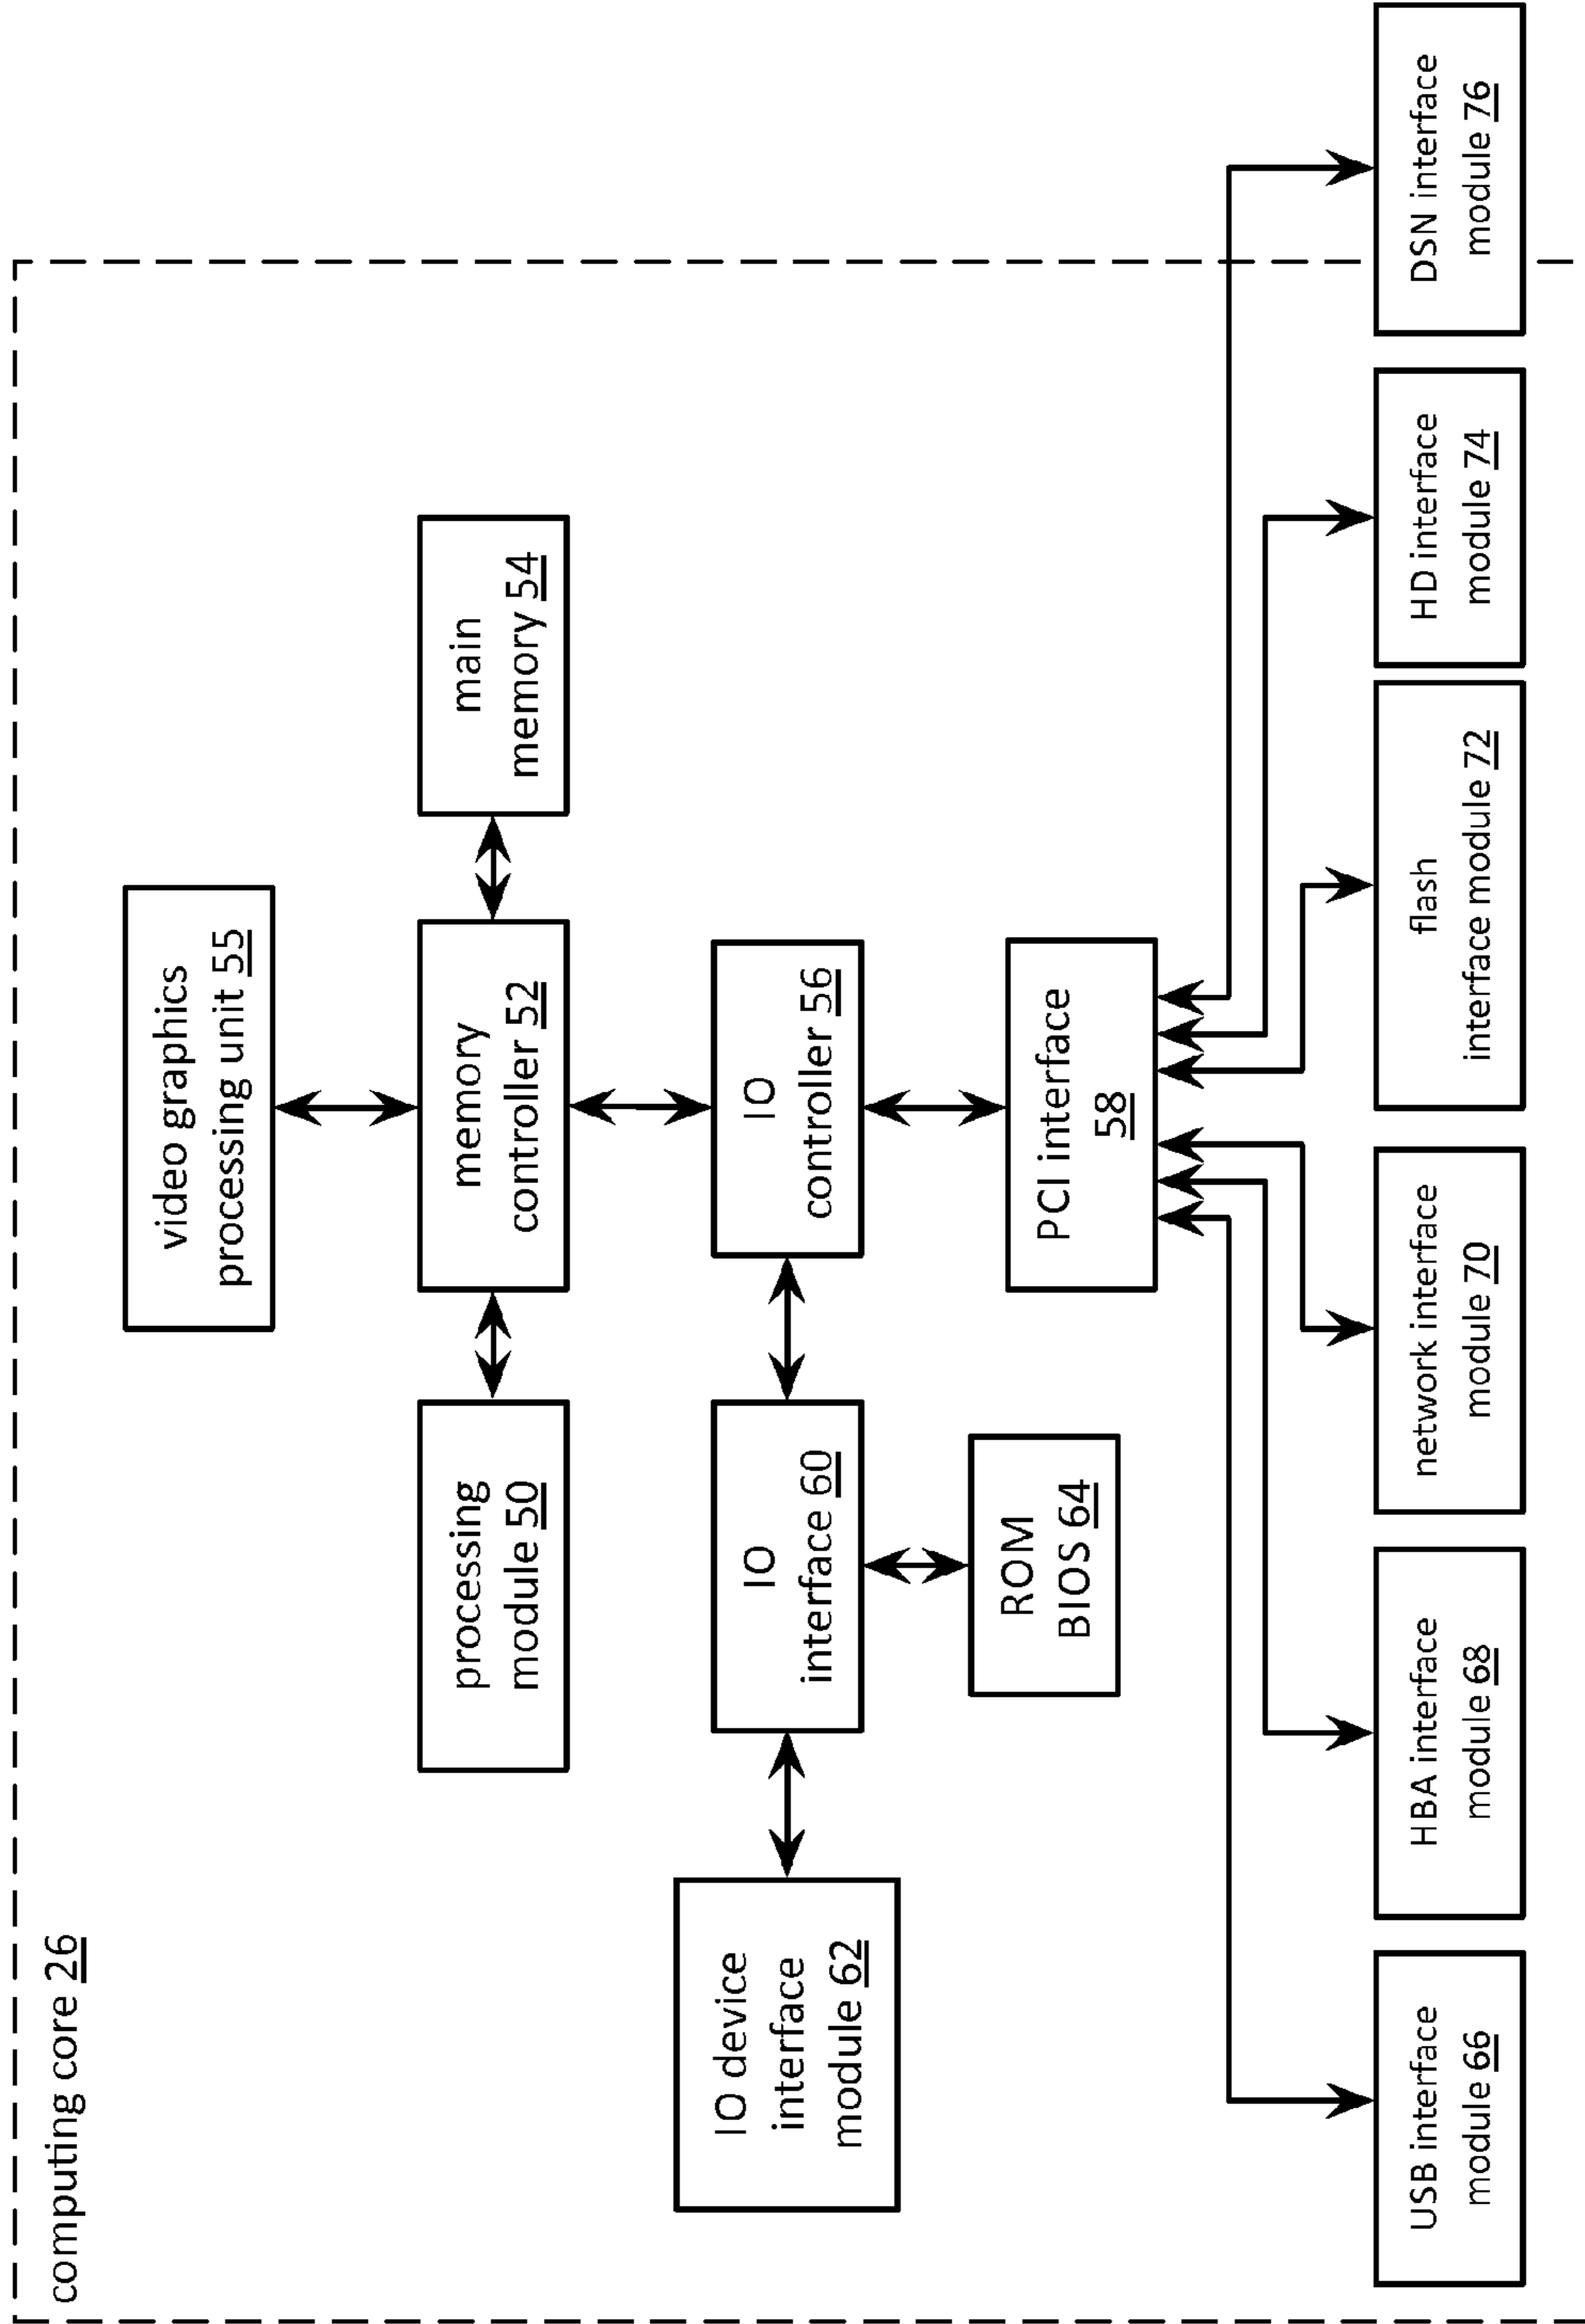 computing core 26
video graphics
processing unit 55
processing
module 50
memory
controller 52
main
memory 54
IO device
interface
module 62
IO
interface 60
IO
controller 56
ROM
BIOS 64
PCI interface
58
USB interface
module 66
HBA interface
module 68
network interface
module 70
flash
interface module 72
HD interface
module 74
DSN interface
module 76